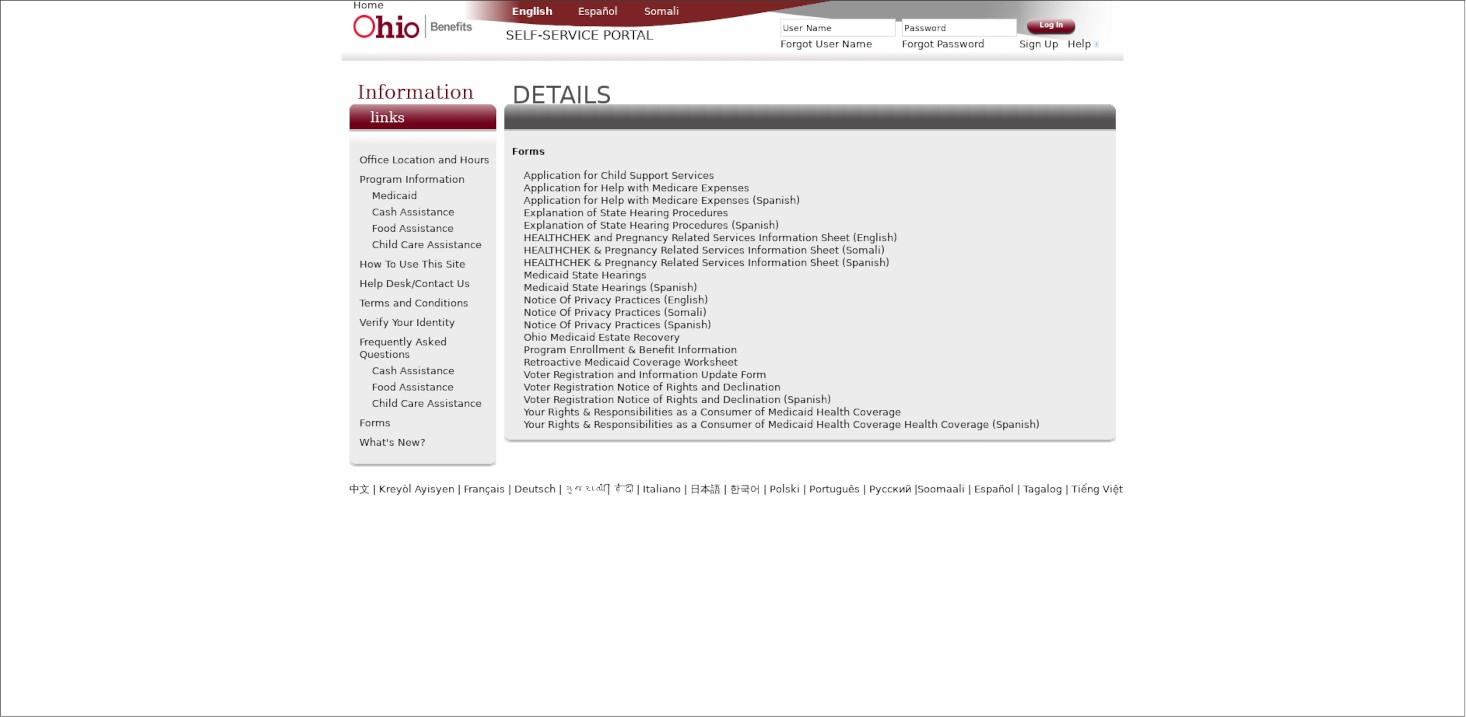 Home
Ohio | Benefits
English Español Somali
SELF-SERVICE PORTAL
User Name Password Log In
Forgot User Name Forgot Password Sign Up Help
Information
links
Office Location and Hours
Program Information
Medicaid
Cash Assistance
Food Assistance
Child Care Assistance
How To Use This Site
Help Desk/Contact Us
Terms and Conditions
Verify Your Identity
Frequently Asked
Questions
Cash Assistance
Food Assistance
Child Care Assistance
Forms
What's New?
DETAILS
Forms
Application for Child Support Services
Application for Help with Medicare Expenses
Application for Help with Medicare Expenses (Spanish)
Explanation of State Hearing Procedures
Explanation of State Hearing Procedures (Spanish)
HEALTHCHEK and Pregnancy Related Services Information Sheet (English)
HEALTHCHEK & Pregnancy Related Services Information Sheet (Somali)
HEALTHCHEK & Pregnancy Related Services Information Sheet (Spanish)
Medicaid State Hearings
Medicaid State Hearings (Spanish)
Notice Of Privacy Practices (English)
Notice Of Privacy Practices (Somali)
Notice Of Privacy Practices (Spanish)
Ohio Medicaid Estate Recovery
Program Enrollment & Benefit Information
Retroactive Medicaid Coverage Worksheet
Voter Registration and Information Update Form
Voter Registration Notice of Rights and Declination
Voter Registration Notice of Rights and Declination (Spanish)
Your Rights & Responsibilities as a Consumer of Medicaid Health Coverage
Your Rights & Responsibilities as a Consumer of Medicaid Health Coverage Health Coverage (Spanish)
中文 | Kreyòl Ayisyen | Français | Deutsch | | | Italiano | 日本語 | 한국어 | Polski | Português | Русский |Soomaali | Español | Tagalog | Tiếng Việt